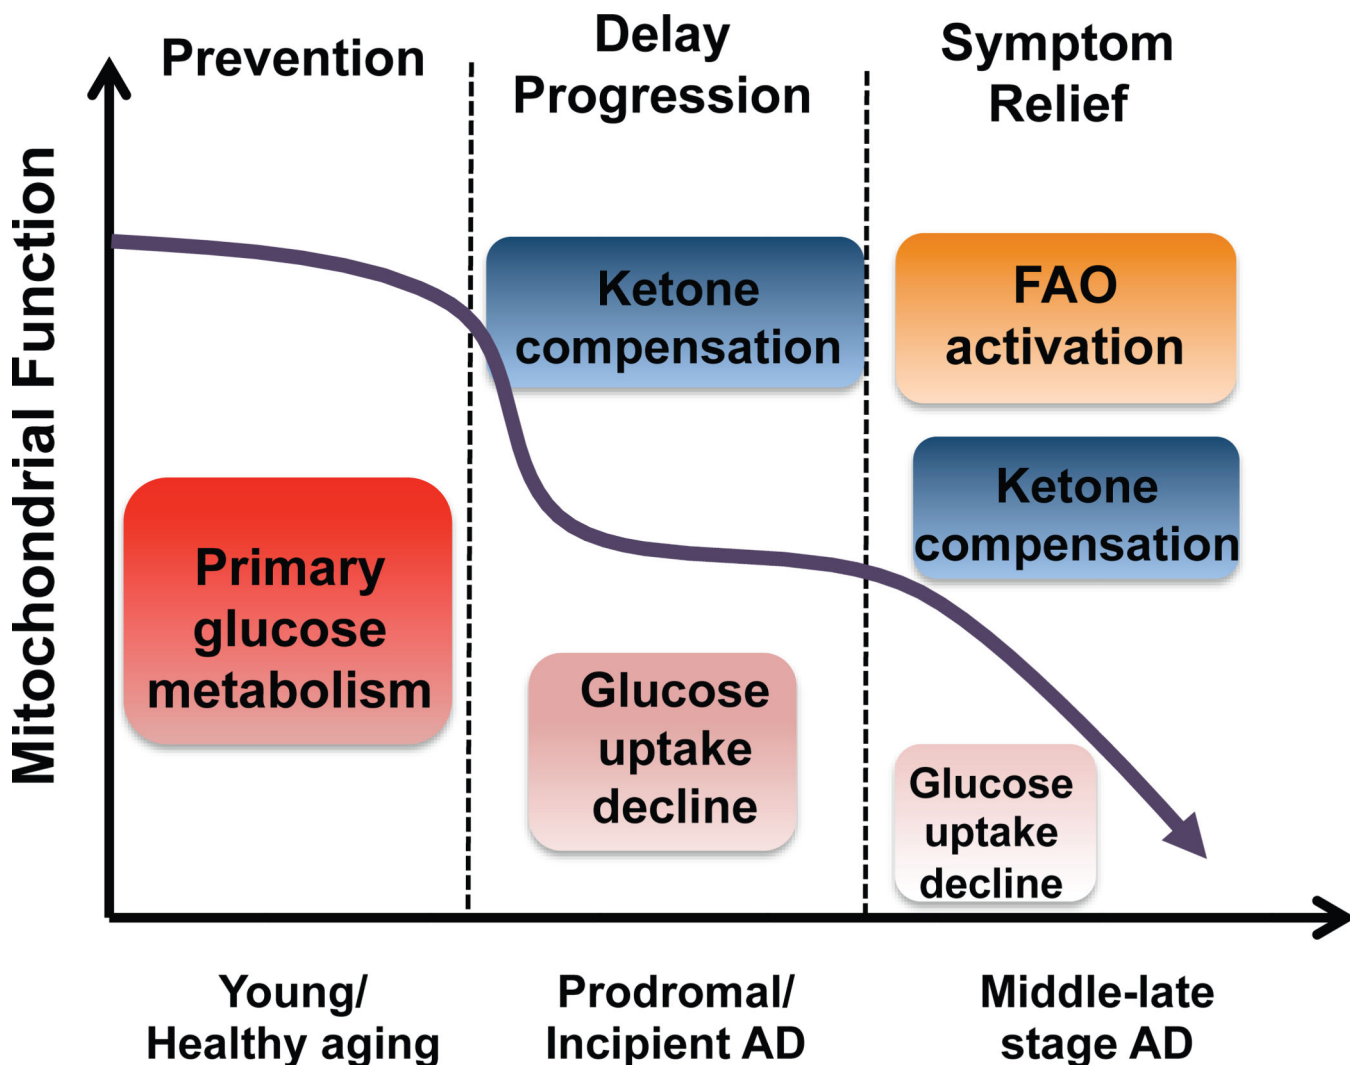 Prevention
Delay
Progression
Symptom
Relief
Mitochondrial Function
Ketone
compensation
FAO
activation
Ketone
compensation
Primary
glucose
metabolism
Glucose
uptake
decline
Glucose
uptake
decline
Young/
Healthy aging
Prodromal/
Incipient AD
Middle-late
stage AD